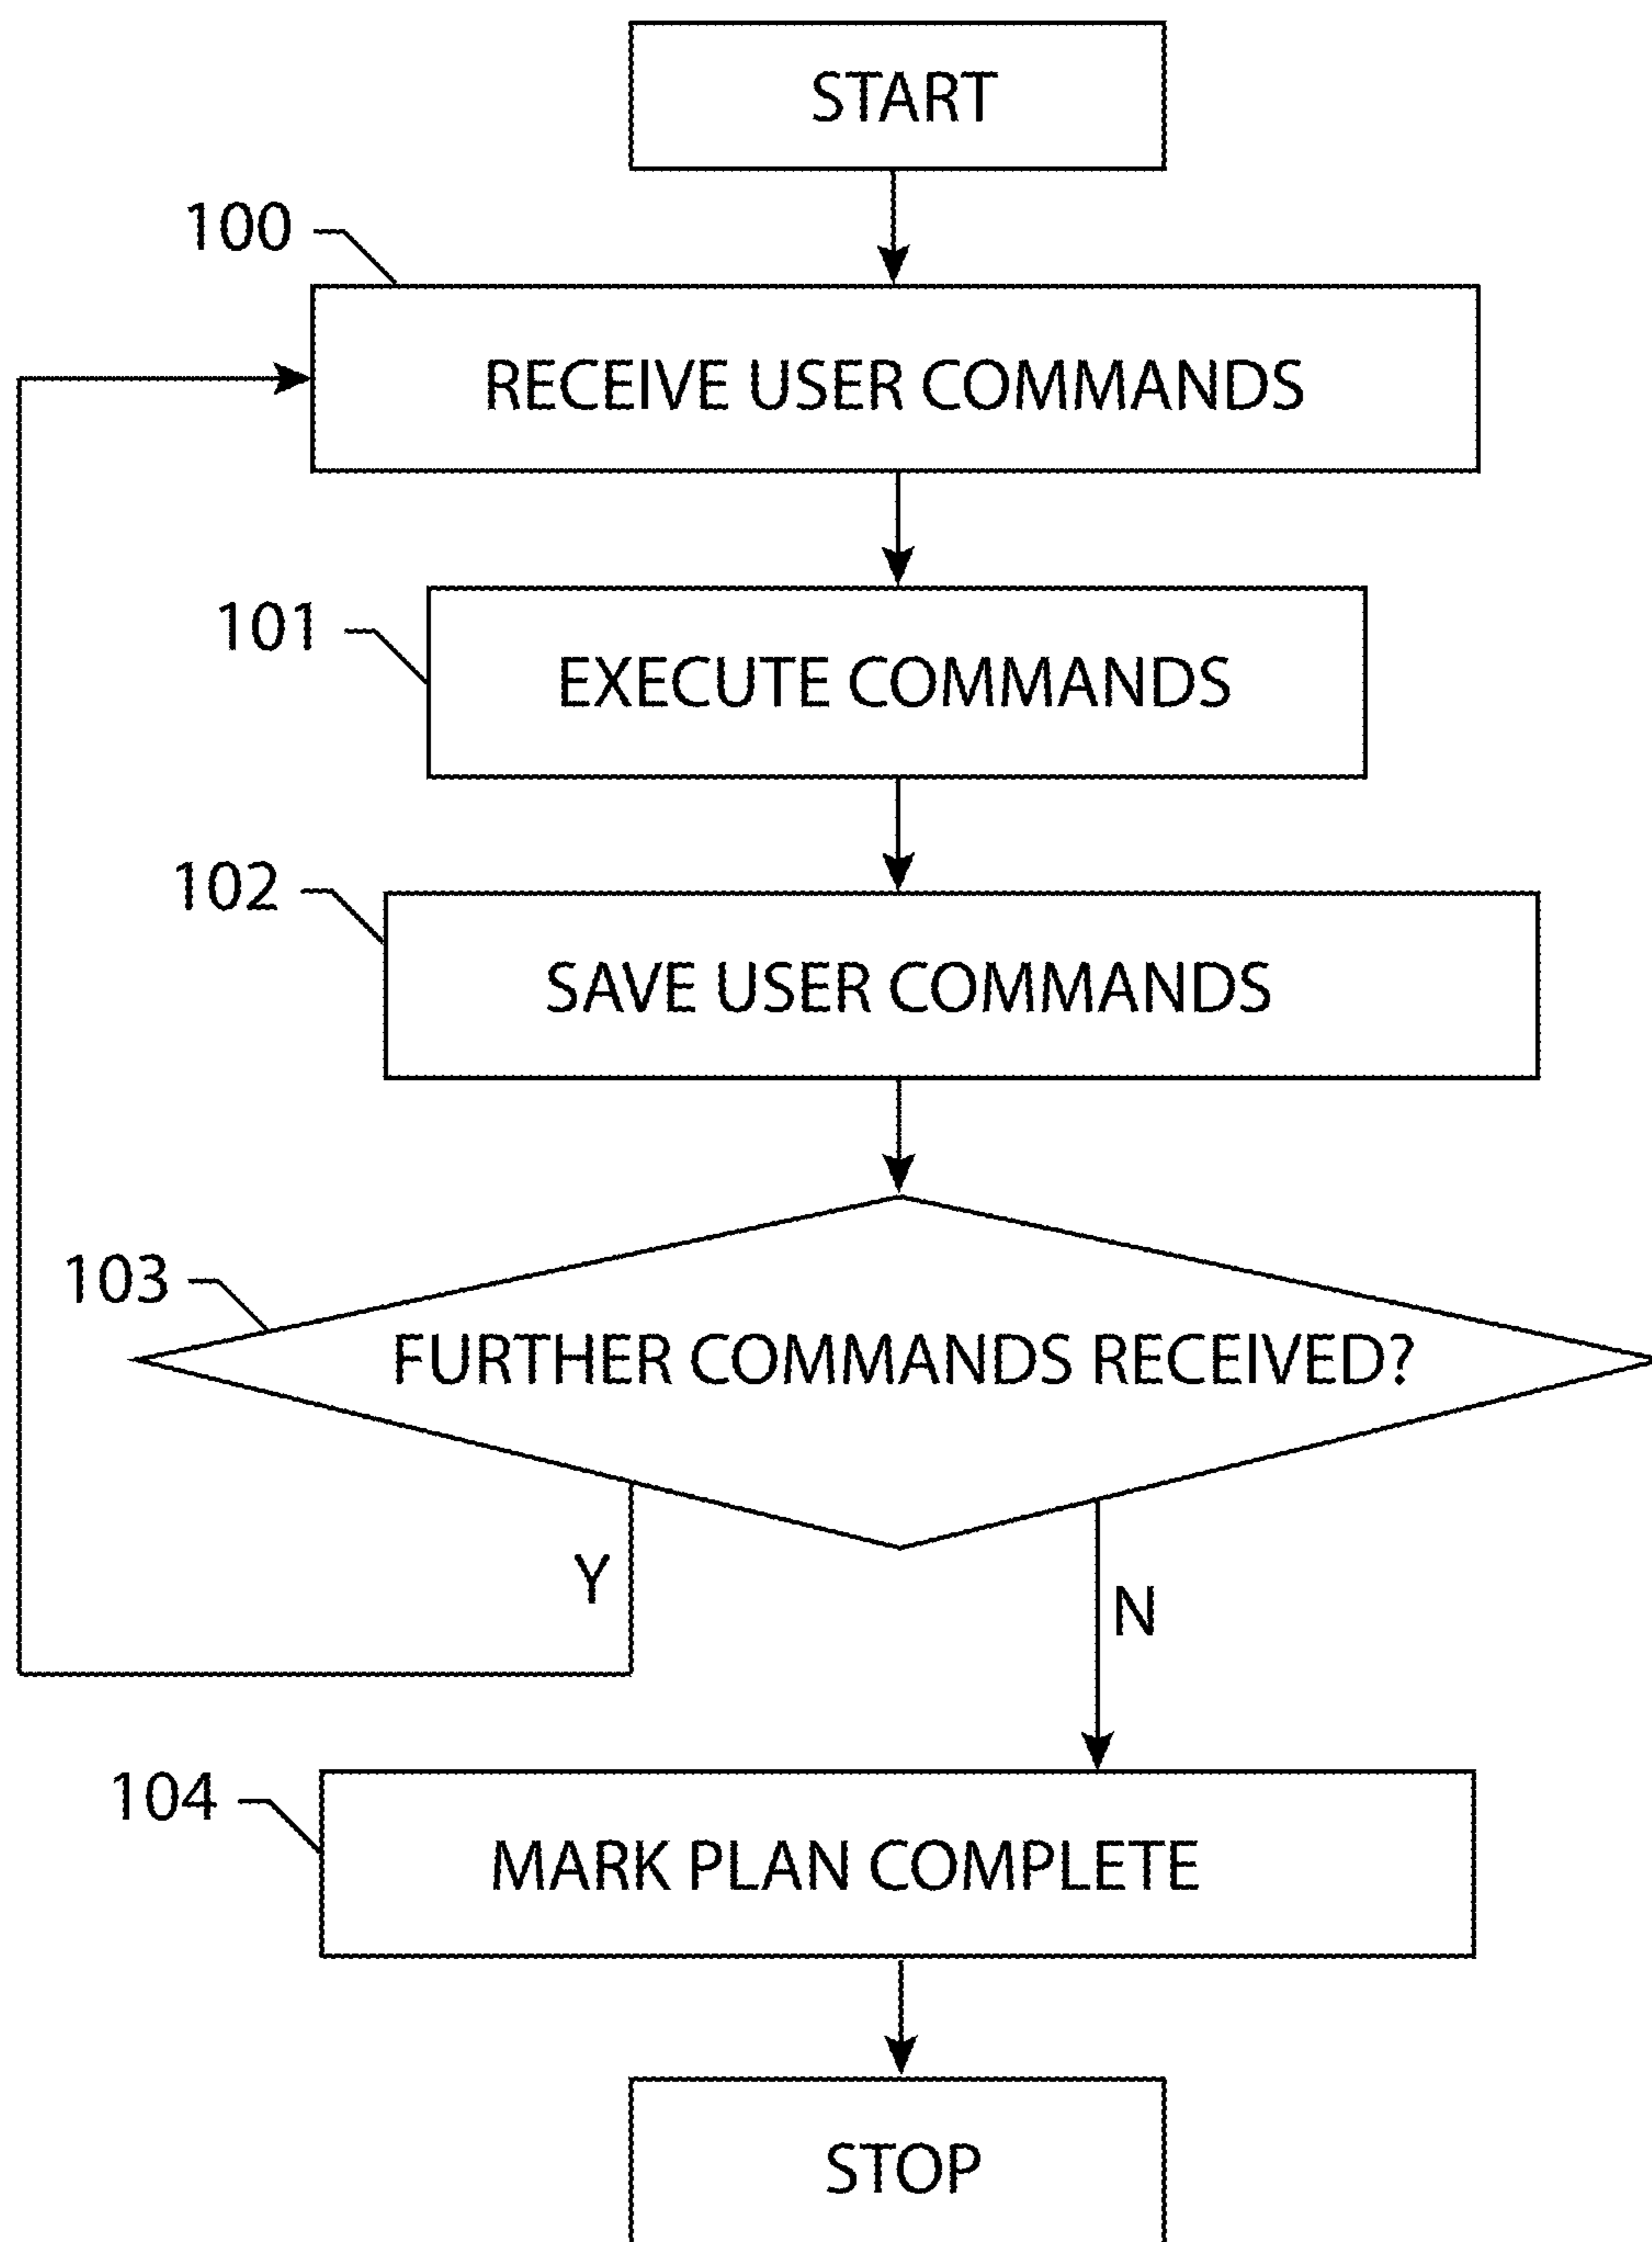 START
100
RECEIVE USER COMMANDS
101
EXECUTE COMMANDS
102
SAVE USER COMMANDS
103
FURTHER COMMANDS RECEIVED?
Y
N
104
MARK PLAN COMPLETE
STOP